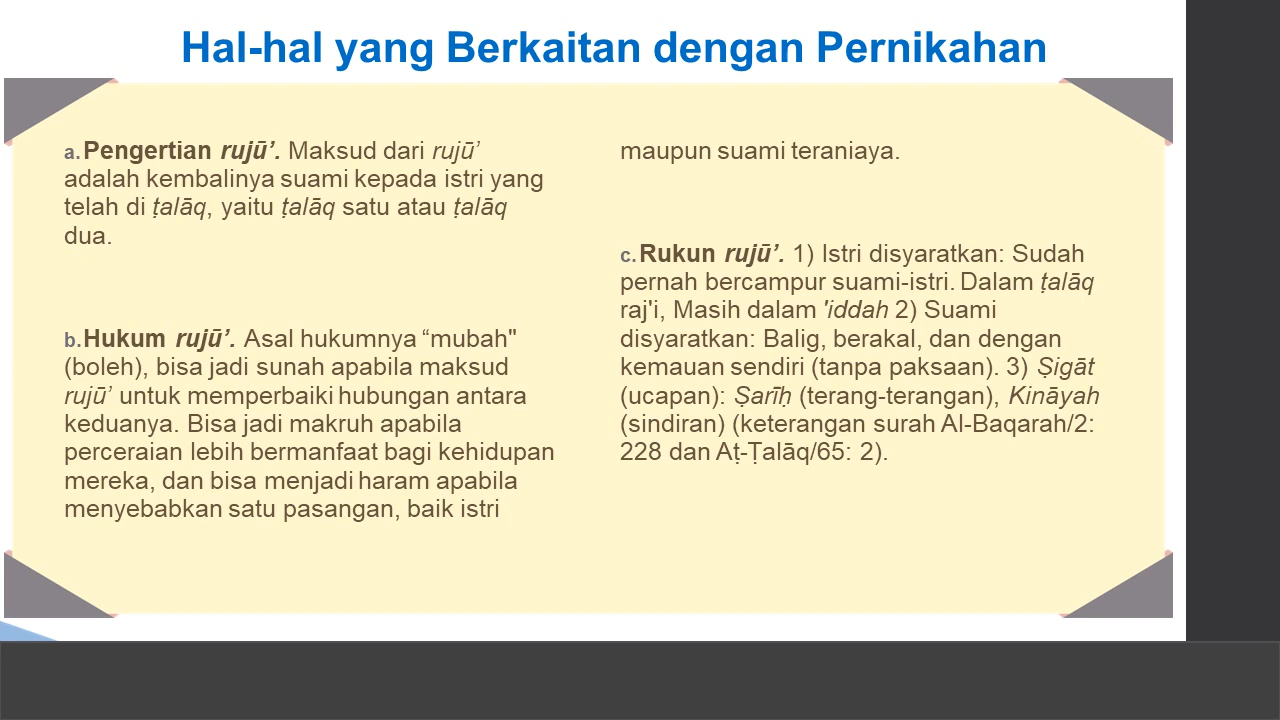 Hal-hal yang Berkaitan dengan Pernikahan
a. Pengertian rujū’. Maksud dari rujū’
adalah kembalinya suami kepada istri yang
telah di ṭalāq, yaitu ṭalāq satu atau ṭalāq
dua.
b. Hukum rujū’. Asal hukumnya “mubah"
(boleh), bisa jadi sunah apabila maksud
rujū’ untuk memperbaiki hubungan antara
keduanya. Bisa jadi makruh apabila
perceraian lebih bermanfaat bagi kehidupan
mereka, dan bisa menjadi haram apabila
menyebabkan satu pasangan, baik istri
maupun suami teraniaya.
c. Rukun rujū’. 1) Istri disyaratkan: Sudah
pernah bercampur suami-istri. Dalam ṭalāq
raj'i, Masih dalam 'iddah 2) Suami
disyaratkan: Balig, berakal, dan dengan
kemauan sendiri (tanpa paksaan). 3) Ṣigāt
(ucapan): Ṣarīḥ (terang-terangan), Kināyah
(sindiran) (keterangan surah Al-Baqarah/2:
228 dan Aṭ-Ṭalāq/65: 2).